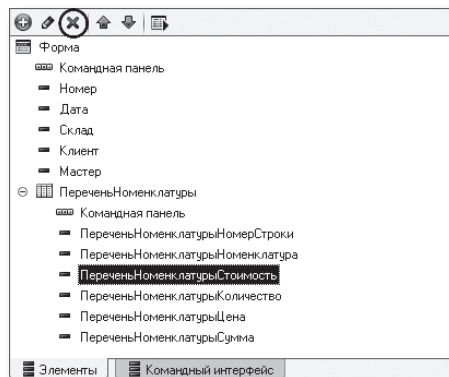 Форма
Командная панель
Номер
Дата
Склад
Клиент
Мастер
ПереченьНоменклатуры
Командная панель
ПереченьНоменклатурыНомерСтроки
ПереченьНоменклатурыНоменклатура
ПереченьНоменклатурыСтоимость
ПереченьНоменклатурыКоличество
ПереченьНоменклатурыЦена
ПереченьНоменклатурыСумма
Элементы Командный интерфейс